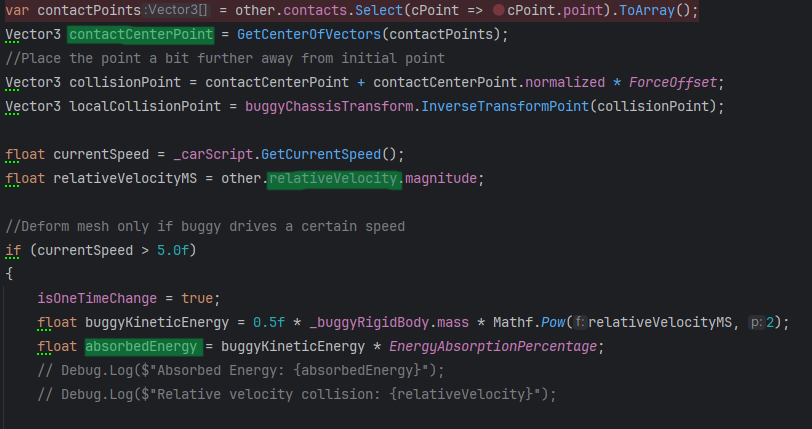 var contactPoints :Vector3[] = other.contacts.Select(cPoint => cPoint.point).ToArray();
Vector3 contactCenterPoint = GetCenterOfVectors(contactPoints);
//Place the point a bit further away from initial point
Vector3 collisionPoint = contactCenterPoint + contactCenterPoint.normalized * ForceOffset;
Vector3 localCollisionPoint = buggyChassisTransform.InverseTransformPoint(collisionPoint);
float currentSpeed = _carScript.GetCurrentSpeed();
float relativeVelocityMS = other.relativeVelocity.magnitude;
//Deform mesh only if buggy drives a certain speed
if (currentSpeed > 5.0f)
{
isOneTimeChange = true;
float buggyKineticEnergy = 0.5f * _buggyRigidBody.mass * Mathf.Pow(f:relativeVelocityMS, p:2);
float absorbedEnergy = buggyKineticEnergy * EnergyAbsorptionPercentage;
// Debug.Log($"Absorbed Energy: {absorbedEnergy}");
// Debug.Log($"Relative velocity collision: {relativeVelocity}");